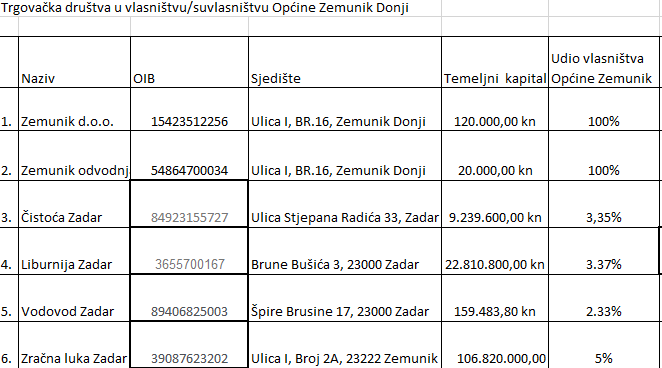 Trgovačka društva u vlasništvu/suvlasništvu Općine Zemunik Donji
Naziv OIB Sjedište Temeljni kapital Udio vlasništva Općine Zemunik
1. Zemunik d.o.o. 15423512256 Ulica I, BR.16, Zemunik Donji 120.000,00 kn 100%
2. Zemunik odvodnj 54864700034 Ulica I, BR.16, Zemunik Donji 20.000,00 kn 100%
3. Čistoća Zadar 84923155727 Ulica Stjepana Radića 33, Zadar 9.239.600,00 kn 3,35%
4. Liburnija Zadar 3655700167 Brune Bušića 3, 23000 Zadar 22.810.800,00 kn 3.37%
5. Vodovod Zadar 89406825003 Špire Brusine 17, 23000 Zadar 159.483,80 kn 2.33%
6. Zračna luka Zadar 39087623202 Ulica I, Broj 2A, 23222 Zemunik 106.820.000,00 5%